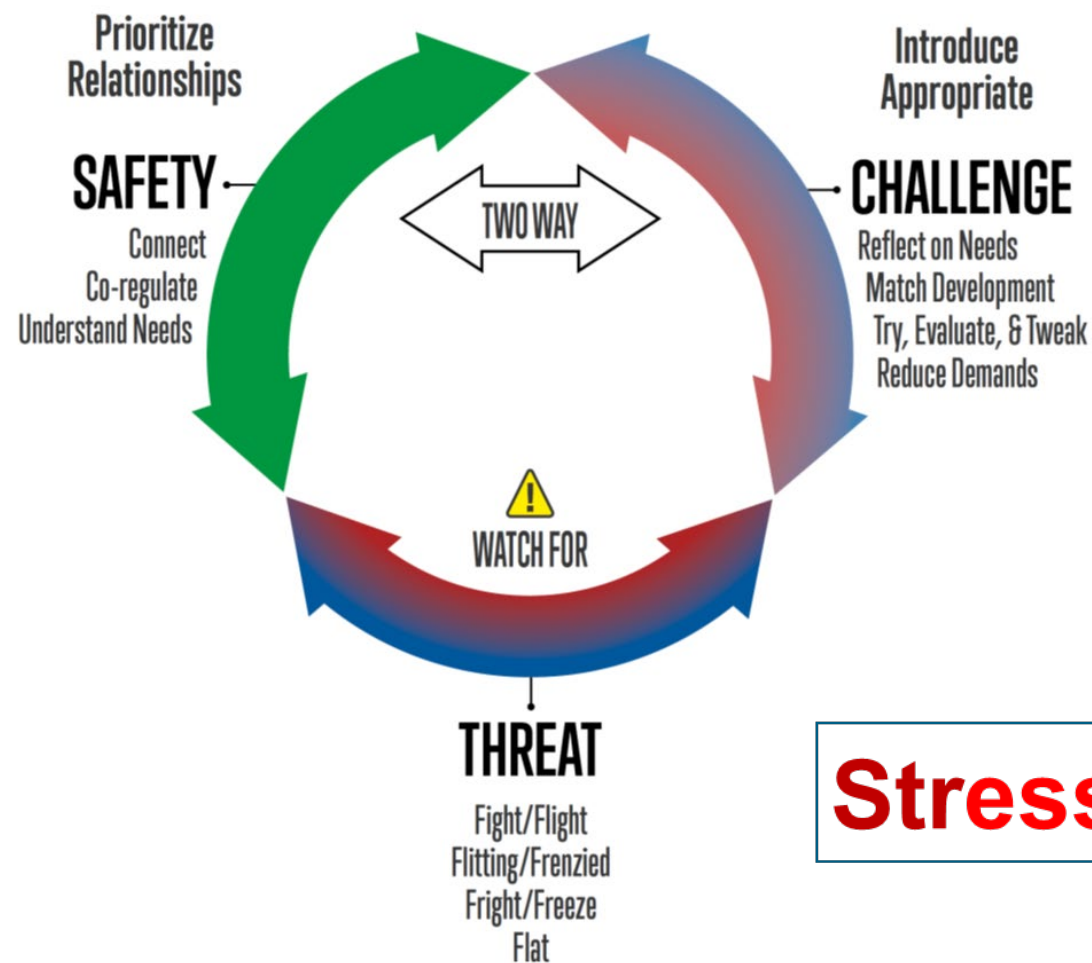 Prioritize
Relationships
SAFETY
Connect
Co-regulate
Understand Needs
TWO WAY
Introduce
Appropriate
CHALLENGE
Reflect on Needs
Match Development
Try, Evaluate, & Tweak
Reduce Demands
!
WATCH FOR
THREAT
Fight/Flight
Flitting/Frenzied
Fright/Freeze
Flat
Stress